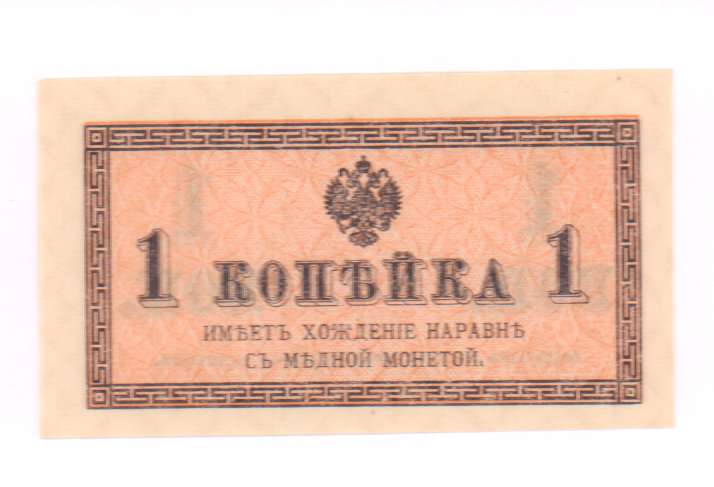 1 КОПѢЙКА 1
ИМѢЕТЪ ХОЖДЕНІЕ НАРАВНѢ
СЪ МѢДНОЙ МОНЕТОЙ.